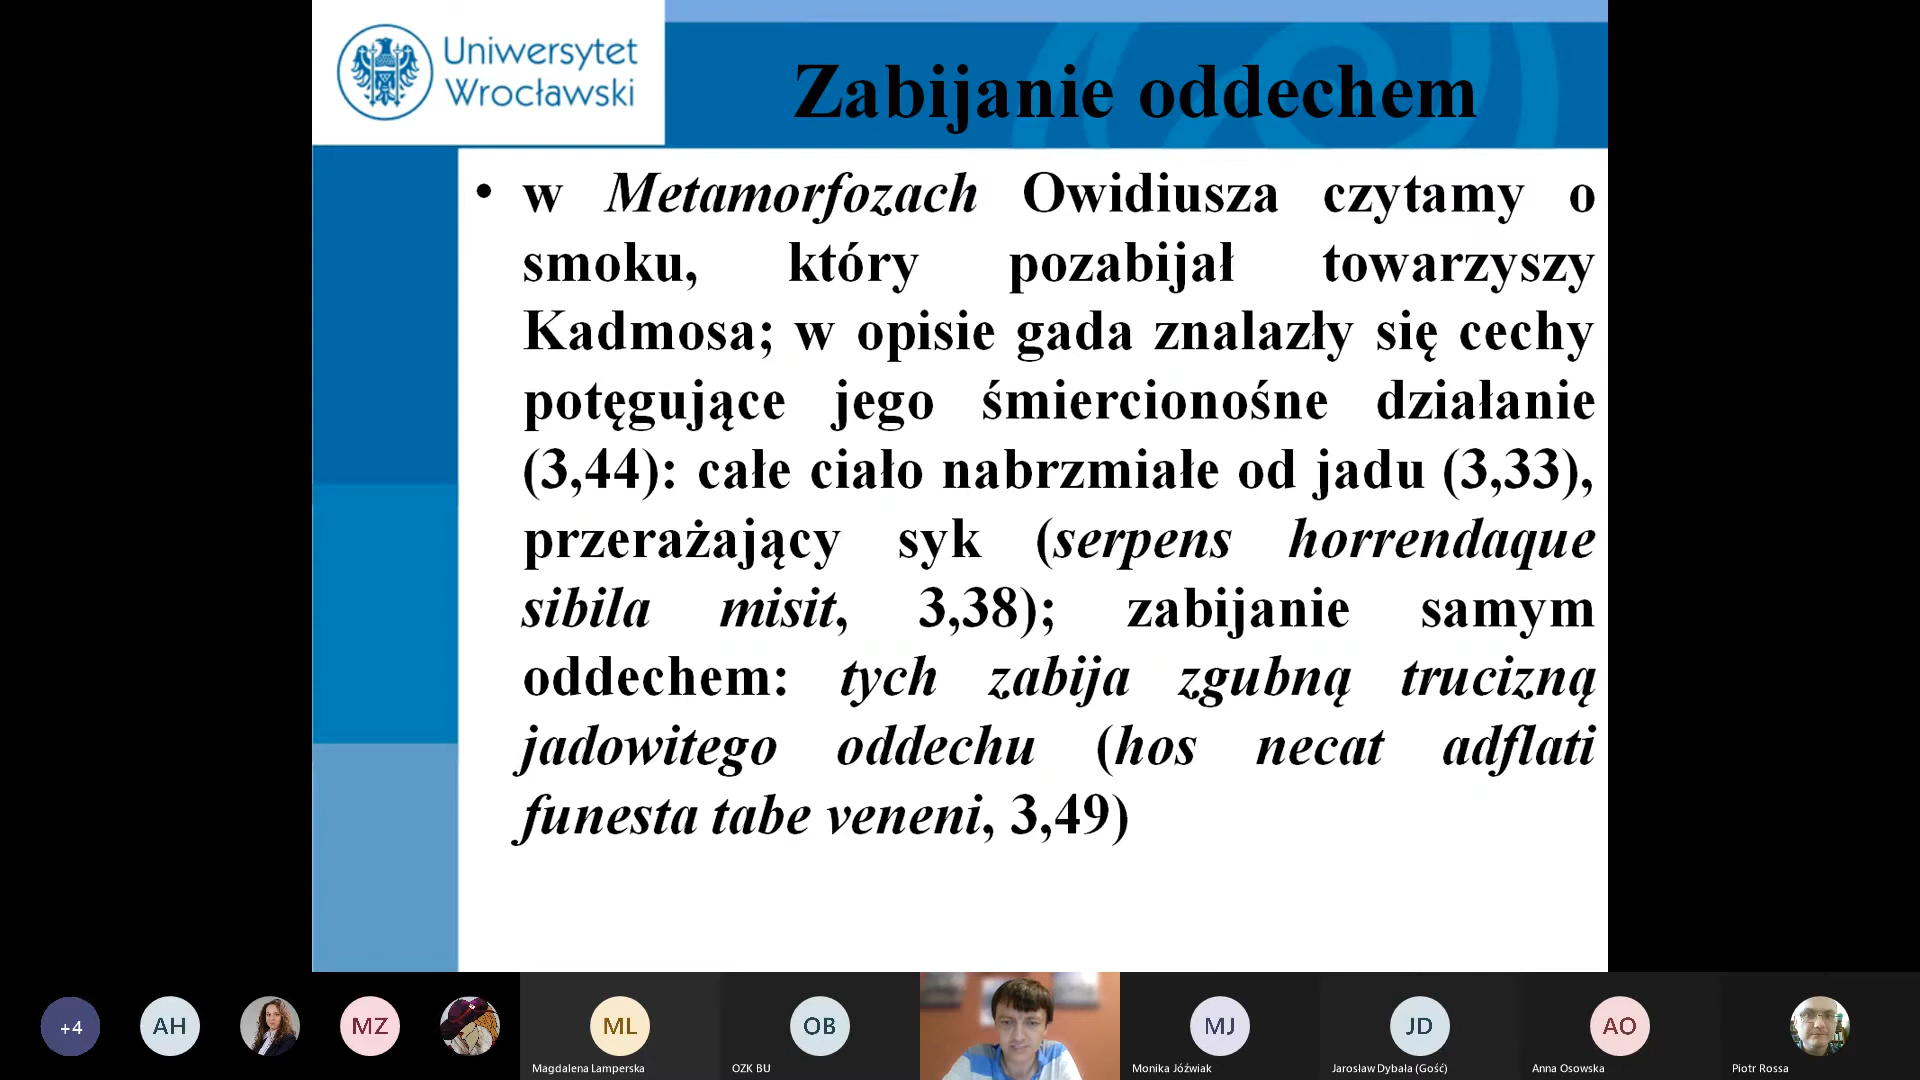 Uniwersytet
Wrocławski
Zabijanie oddechem
• w Metamorfozach Owidiusza czytamy o
smoku, który pozabijał towarzyszy
Kadmosa; w opisie gada znalazły się cechy
potęgujące jego śmiercionośne działanie
(3,44): całe ciało nabrzmiałe od jadu (3,33),
przerażający syk (serpens horrendaque
sibila misit, 3,38); zabijanie samym
oddechem: tych zabija zgubną trucizną
jadowitego oddechu (hos necat adflati
funesta tabe veneni, 3,49)
+4
AH
MZ
ML
Magdalena Lamperska
OB
OZK BU
MJ
Monika Jóźwiak
JD
Jarosław Dybała (Gość)
AO
Anna Osowska
Piotr Rossa